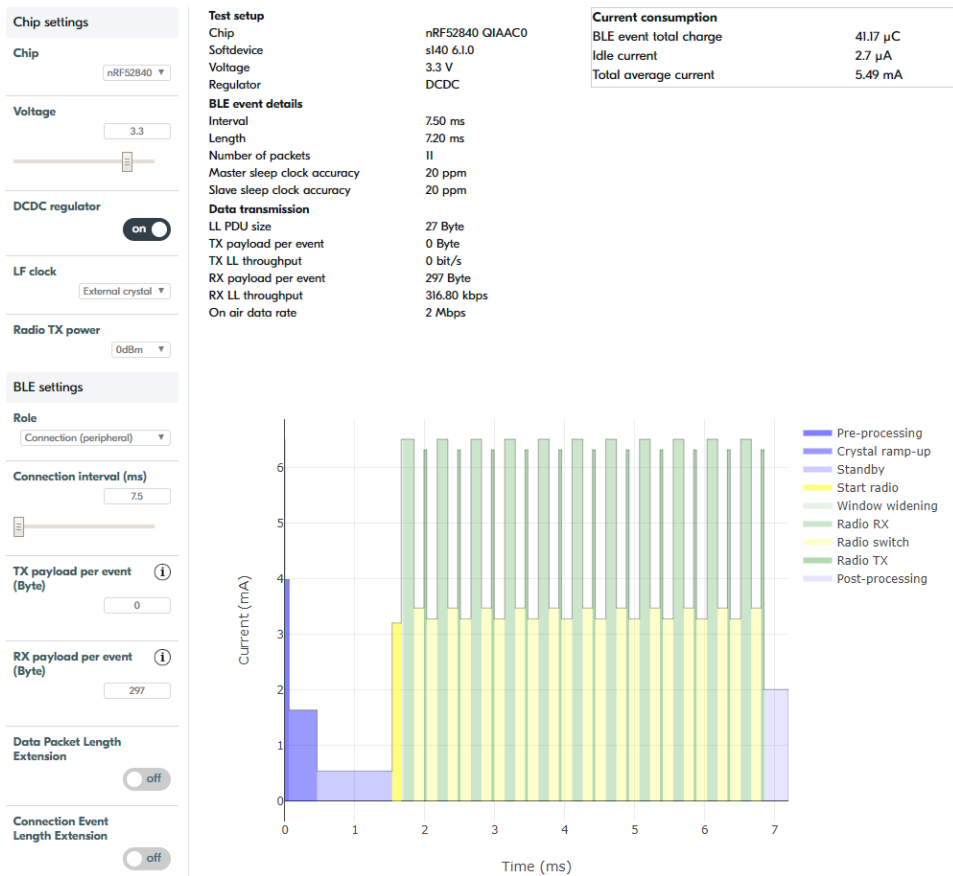 Chip settings
Chip
nRF52840
Voltage
3.3
DCDC regulator
on
LF clock
External crystal
Radio TX power
0dBm
BLE settings
Role
Connection (peripheral)
Connection interval (ms)
7.5
TX payload per event
(Byte)
i
0
RX payload per event
(Byte)
i
297
Data Packet Length
Extension
off
Connection Event
Length Extension
off
Test setup
Chip nRF52840 QIAAC0
Softdevice s140 6.1.0
Voltage 3.3 V
Regulator DCDC
BLE event details
Interval 7.50 ms
Length 7.20 ms
Number of packets 11
Master sleep clock accuracy 20 ppm
Slave sleep clock accuracy 20 ppm
Data transmission
LL PDU size 27 Byte
TX payload per event 0 Byte
TX LL throughput 0 bit/s
RX payload per event 297 Byte
RX LL throughput 316.80 kbps
On air data rate 2 Mbps
Current consumption
BLE event total charge 41.17 µC
Idle current 2.7 µA
Total average current 5.49 mA
Current (mA)
6
5
4
3
2
1
0
0 1 2 3 4 5 6 7
Time (ms)
Pre-processing
Crystal ramp-up
Standby
Start radio
Window widening
Radio RX
Radio switch
Radio TX
Post-processing